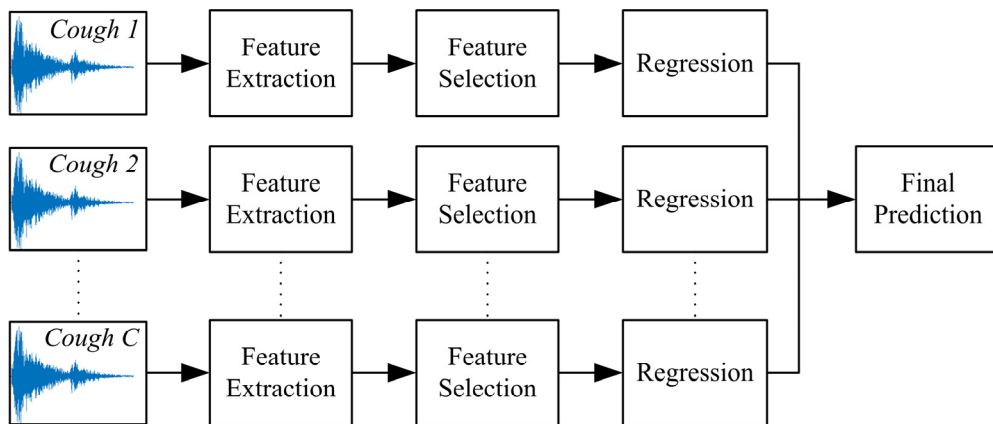 Cough 1
Feature
Extraction
Feature
Selection
Regression
Cough 2
Feature
Extraction
Feature
Selection
Regression
Final
Prediction
Cough C
Feature
Extraction
Feature
Selection
Regression